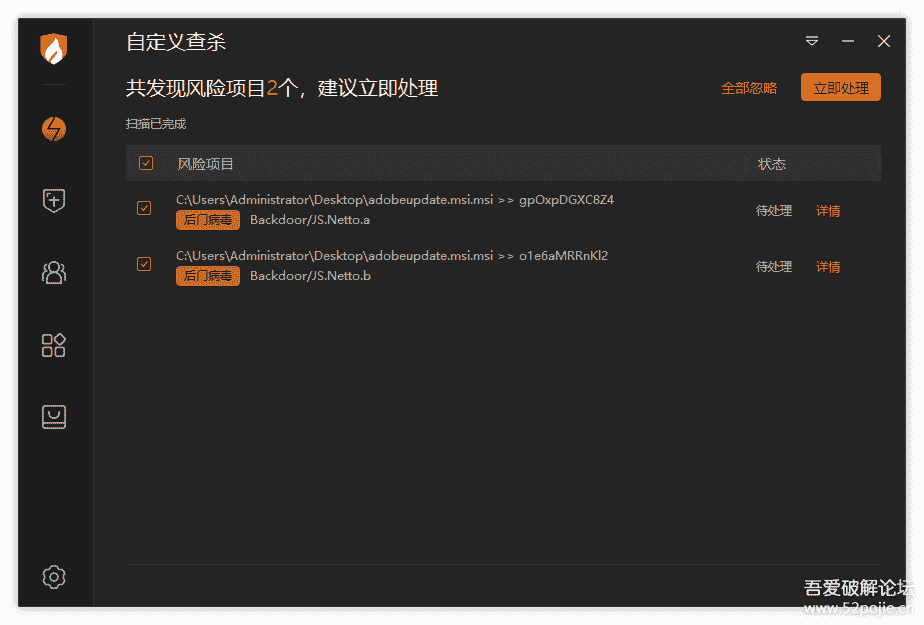 自定义查杀
共发现风险项目2个，建议立即处理
全部忽略
立即处理
扫描已完成
风险项目
状态
C:\Users\Administrator\Desktop\adobeupdate.msi.msi >> gpOxpDGXC8Z4
后门病毒 Backdoor/JS.Netto.a
待处理 详情
C:\Users\Administrator\Desktop\adobeupdate.msi.msi >> o1e6aMRRnKl2
后门病毒 Backdoor/JS.Netto.b
待处理 详情
吾爱破解论坛
www.52pojie.cn